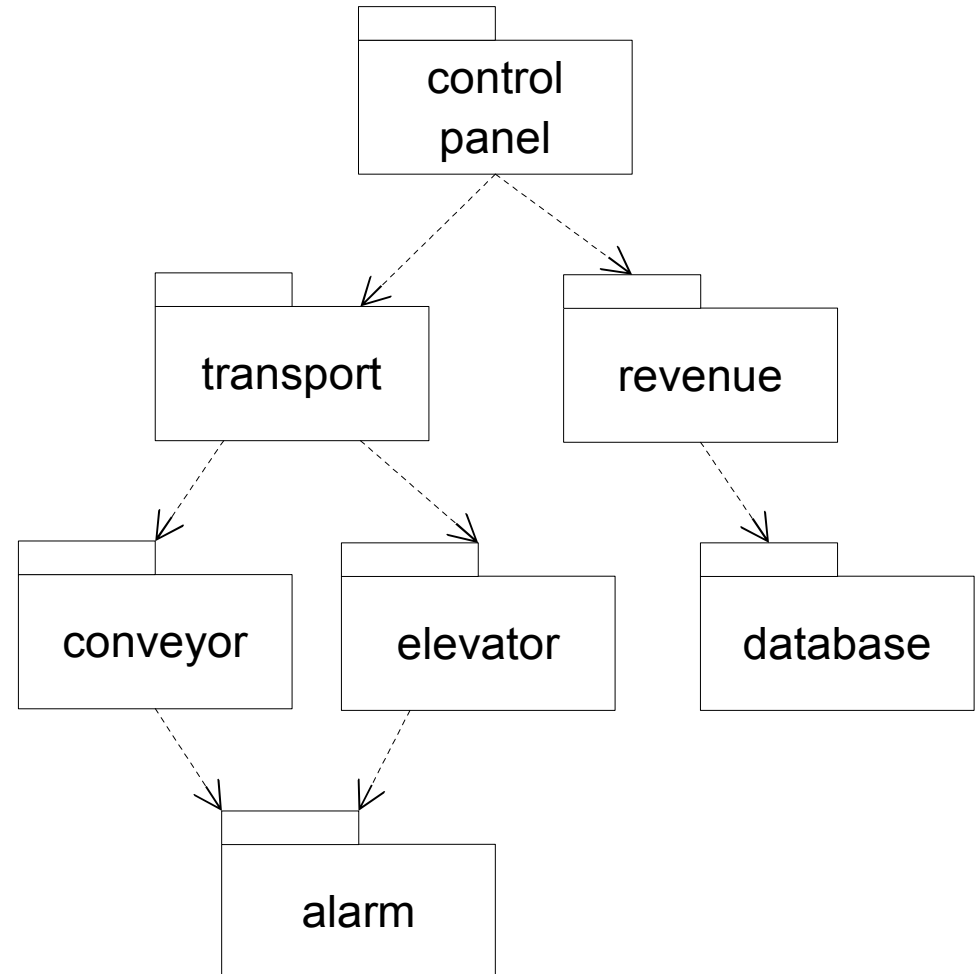 control
panel
transport
revenue
conveyor
elevator
database
alarm